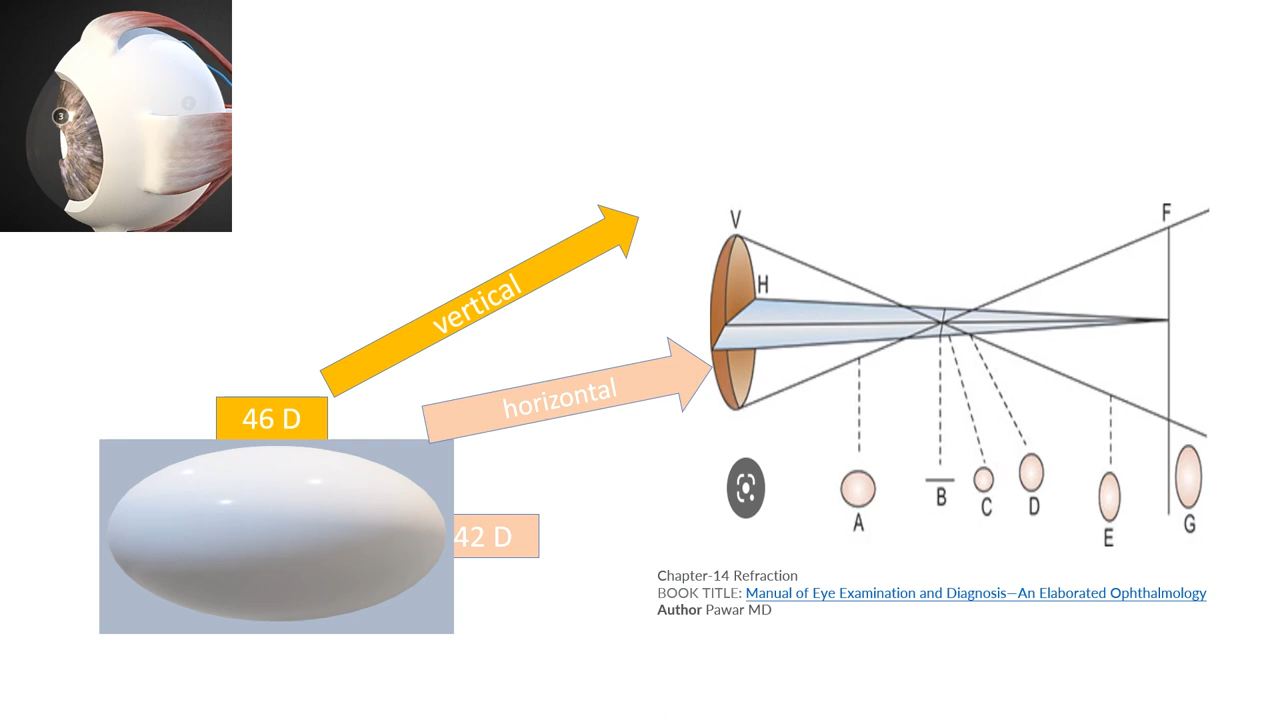 3
vertical
horizontal
46 D
42 D
V
H
F
A
B
C
D
E
G
Chapter-14 Refraction
BOOK TITLE: Manual of Eye Examination and Diagnosis—An Elaborated Ophthalmology
Author Pawar MD